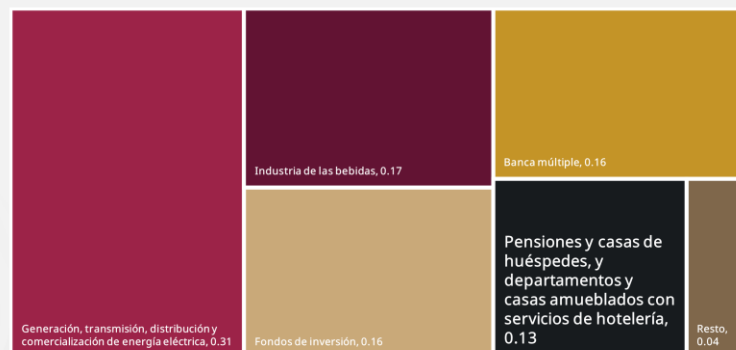 Generación, transmisión, distribución y
comercialización de energía eléctrica, 0.31
Industria de las bebidas, 0.17
Fondos de inversión, 0.16
Banca múltiple, 0.16
Pensiones y casas de
huéspedes, y
departamentos y
casas amueblados con
servicios de hotelería,
0.13
Resto,
0.04